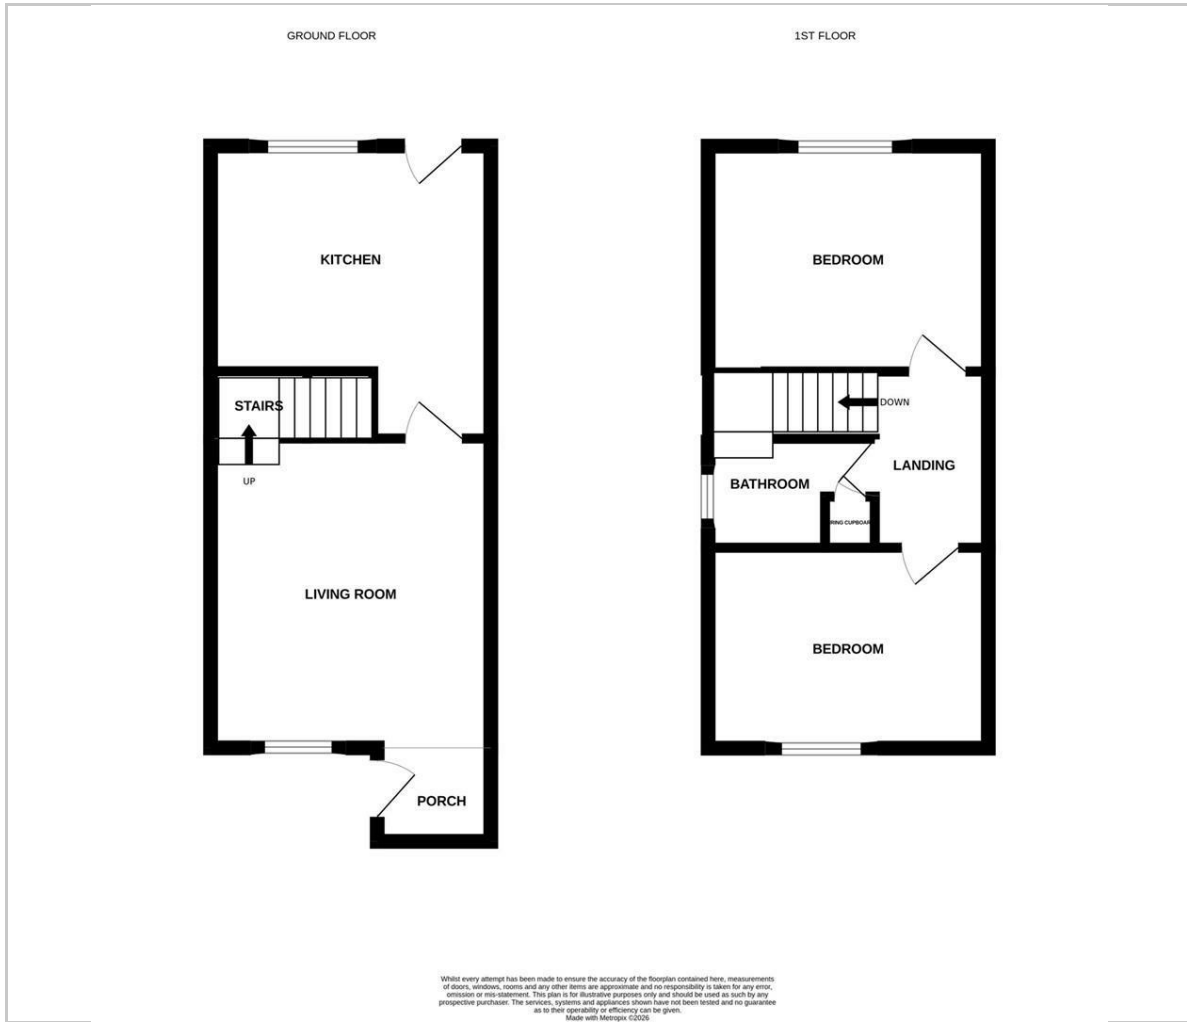 GROUND FLOOR
1ST FLOOR
KITCHEN
STAIRS
UP
LIVING ROOM
PORCH
BEDROOM
DOWN
LANDING
BATHROOM
RING CUPBOAR
BEDROOM
Whilst every attempt has been made to ensure the accuracy of the floorplan contained here, measurements
of doors, windows, rooms and any other items are approximate and no responsibility is taken for any error,
omission or mis-statement. This plan is for illustrative purposes only and should be used as such by any
prospective purchaser. The services, systems and appliances shown have not been tested and no guarantee
as to their operability or efficiency can be given.
Made with Metropix ©2026